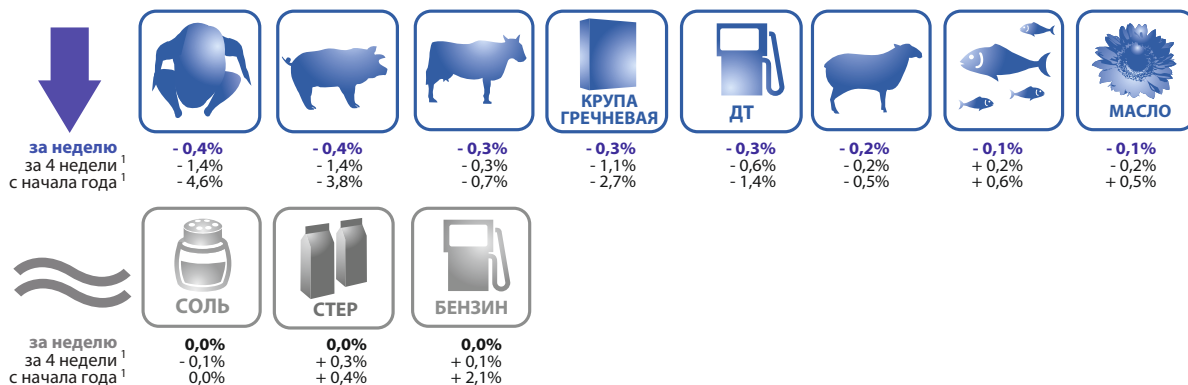 КРУПА
ГРЕЧНЕВАЯ
ДТ
МАСЛО
за неделю - 0,4% - 0,4% - 0,3% - 0,3% - 0,3% - 0,2% - 0,1% - 0,1%
за 4 недели ¹ - 1,4% - 1,4% - 0,3% - 1,1% - 0,6% - 0,2% + 0,2% - 0,2%
с начала года ¹ - 4,6% - 3,8% - 0,7% - 2,7% - 1,4% - 0,5% + 0,6% + 0,5%
СОЛЬ СТЕР БЕНЗИН
за неделю 0,0% 0,0% 0,0%
за 4 недели ¹ - 0,1% + 0,3% + 0,1%
с начала года ¹ 0,0% + 0,4% + 2,1%